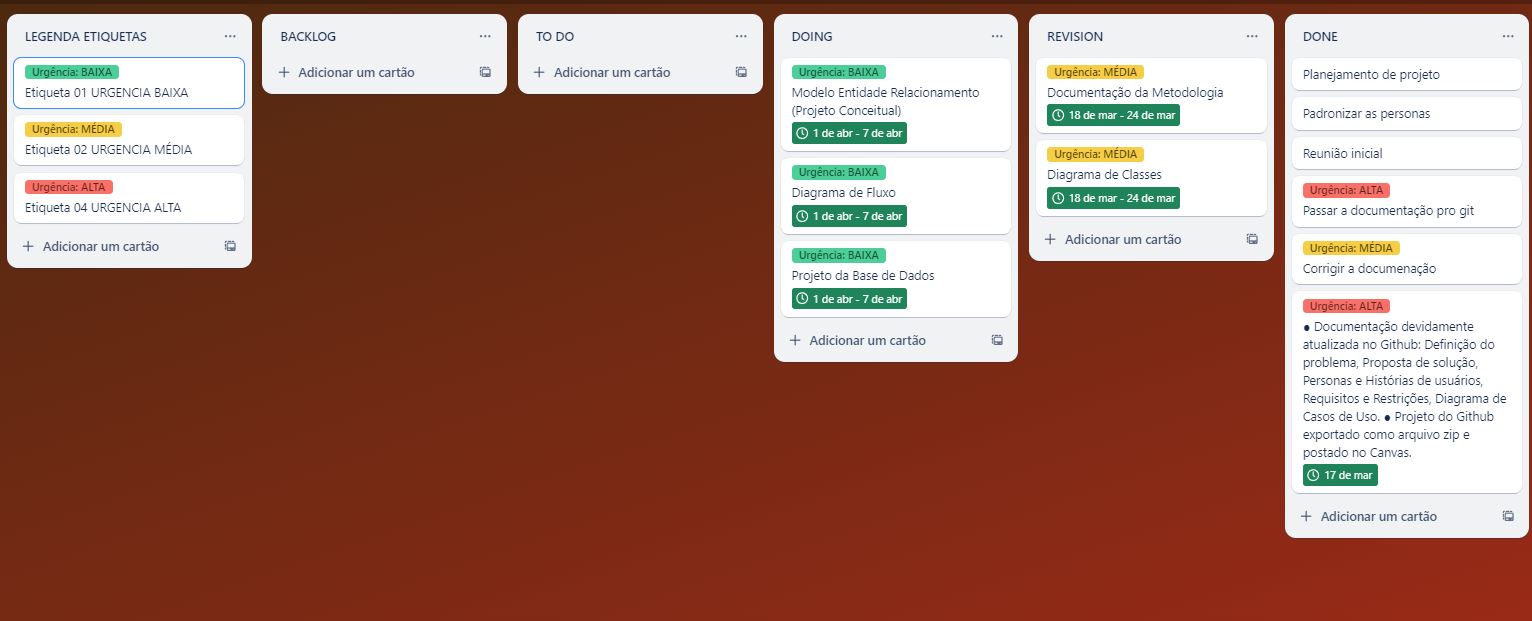 LEGENDA ETIQUETAS
Urgência: BAIXA
Etiqueta 01 URGENCIA BAIXA
Urgência: MÉDIA
Etiqueta 02 URGENCIA MÉDIA
Urgência: ALTA
Etiqueta 04 URGENCIA ALTA
Adicionar um cartão
BACKLOG
Adicionar um cartão
TO DO
Adicionar um cartão
DOING
Urgência: BAIXA
Modelo Entidade Relacionamento
(Projeto Conceitual)
1 de abr - 7 de abr
Urgência: BAIXA
Diagrama de Fluxo
1 de abr - 7 de abr
Urgência: BAIXA
Projeto da Base de Dados
1 de abr - 7 de abr
Adicionar um cartão
REVISION
Urgência: MÉDIA
Documentação da Metodologia
18 de mar - 24 de mar
Urgência: MÉDIA
Diagrama de Classes
18 de mar - 24 de mar
Adicionar um cartão
DONE
Planejamento de projeto
Padronizar as personas
Reunião inicial
Urgência: ALTA
Passar a documentação pro git
Urgência: MÉDIA
Corrigir a documenação
Urgência: ALTA
● Documentação devidamente
atualizada no Github: Definição do
problema, Proposta de solução,
Personas e Histórias de usuários,
Requisitos e Restrições, Diagrama de
Casos de Uso. ● Projeto do Github
exportado como arquivo zip e
postado no Canvas.
17 de mar
Adicionar um cartão